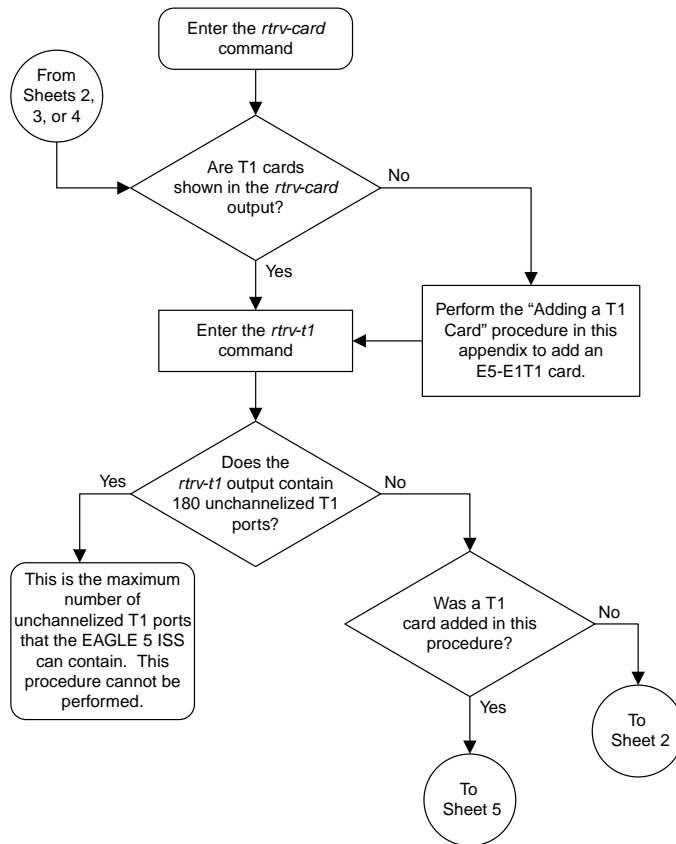 Enter the rtrv-card
command
From
Sheets 2,
3, or 4
Are T1 cards
shown in the rtrv-card
output?
No
Yes
Enter the rtrv-t1
command
Perform the “Adding a T1
Card” procedure in this
appendix to add an
E5-E1T1 card.
Does the
rtrv-t1 output contain
180 unchannelized T1
ports?
Yes
No
This is the maximum
number of
unchannelized T1 ports
that the EAGLE 5 ISS
can contain. This
procedure cannot be
performed.
Was a T1
card added in this
procedure?
No
Yes
To
Sheet 2
To
Sheet 5